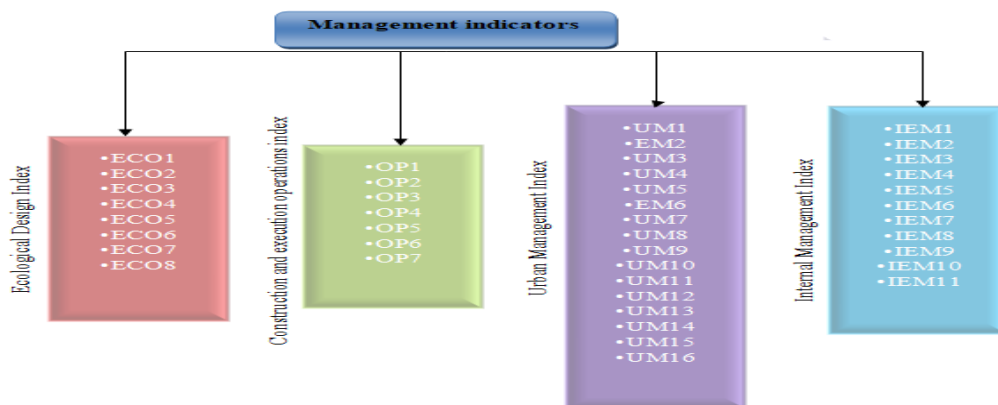 Management indicators
Ecological Design Index
•ECO1
•ECO2
•ECO3
•ECO4
•ECO5
•ECO6
•ECO7
•ECO8
Construction and execution operations index
•OP1
•OP2
•OP3
•OP4
•OP5
•OP6
•OP7
Urban Management Index
•UM1
•EM2
•UM3
•UM4
•UM5
•EM6
•UM7
•UM8
•UM9
•UM10
•UM11
•UM12
•UM13
•UM14
•UM15
•UM16
Internal Management Index
•IEM1
•IEM2
•IEM3
•IEM4
•IEM5
•IEM6
•IEM7
•IEM8
•IEM9
•IEM10
•IEM11